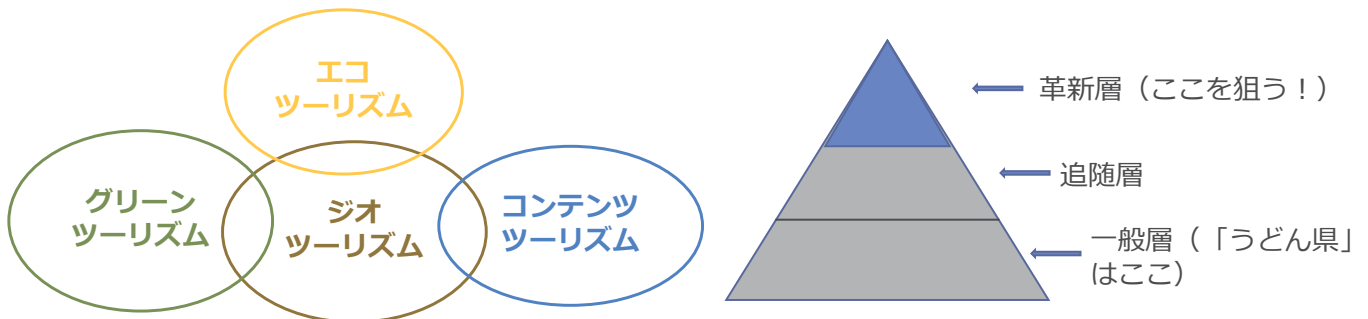 エコ
ツーリズム
グリーン
ツーリズム
ジオ
ツーリズム
コンテンツ
ツーリズム
革新層（ここを狙う！）
追随層
一般層（「うどん県」
はここ）